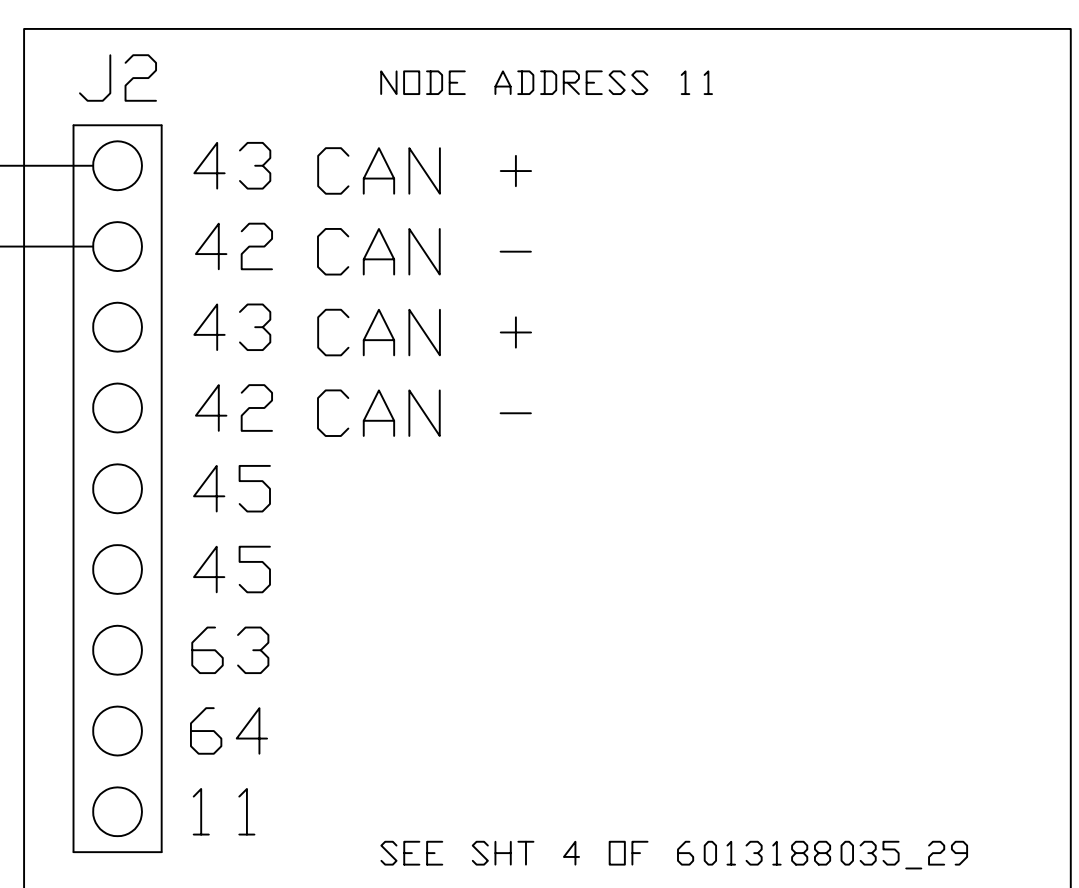 J2
NODE ADDRESS 11
43 CAN +
42 CAN -
43 CAN +
42 CAN -
45
45
63
64
11
SEE SHT 4 OF 6013188035_29